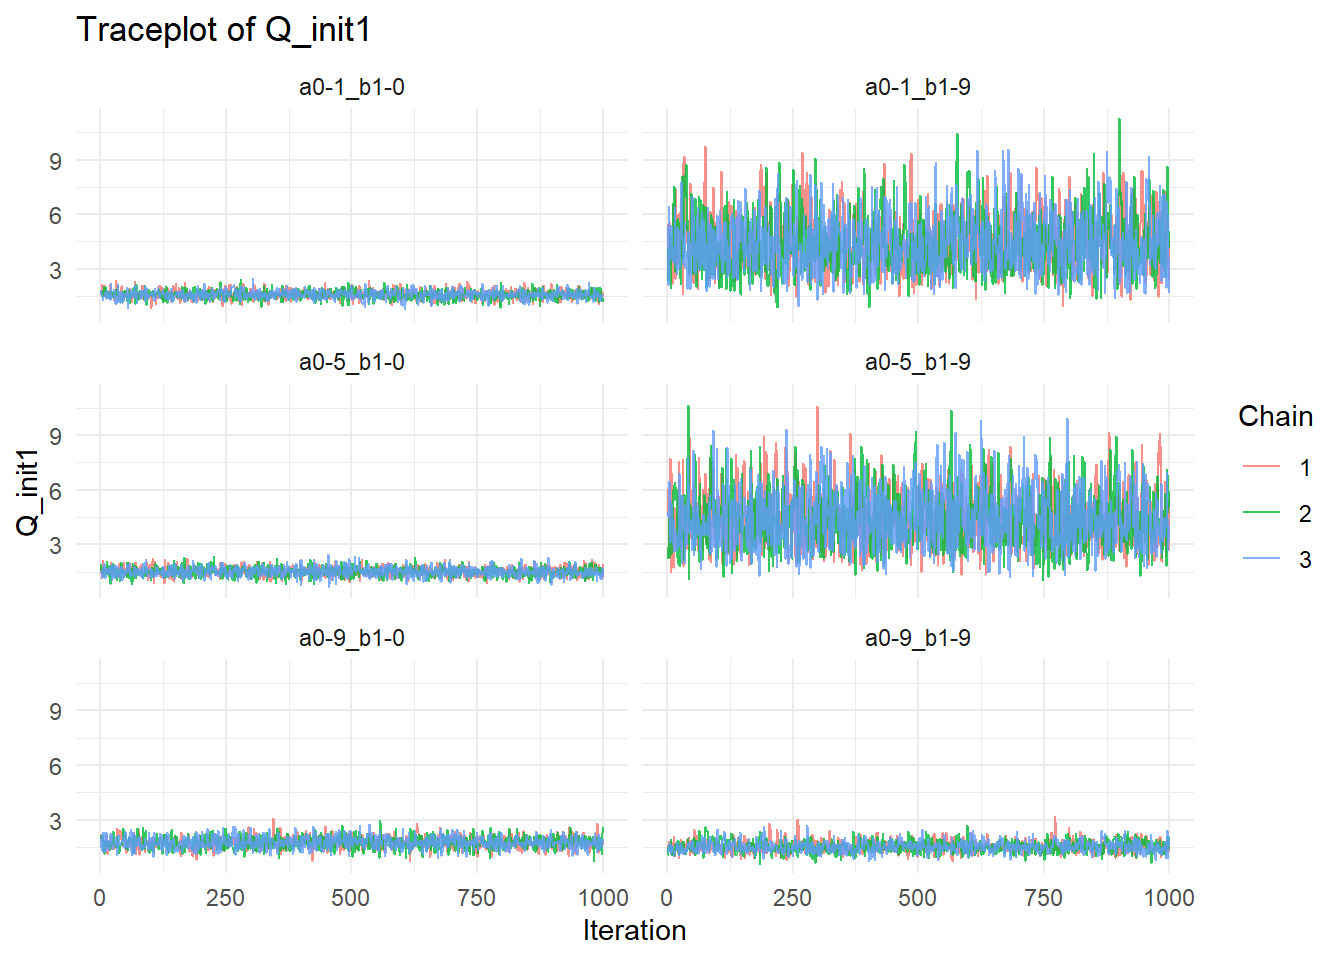 Traceplot of Q_init1
a0-1_b1-0 a0-1_b1-9
9
6
3
a0-5_b1-0 a0-5_b1-9
9
6
3
Q_init1
Chain
1
2
3
a0-9_b1-0 a0-9_b1-9
9
6
3
0 250 500 750 1000 0 250 500 750 1000
Iteration